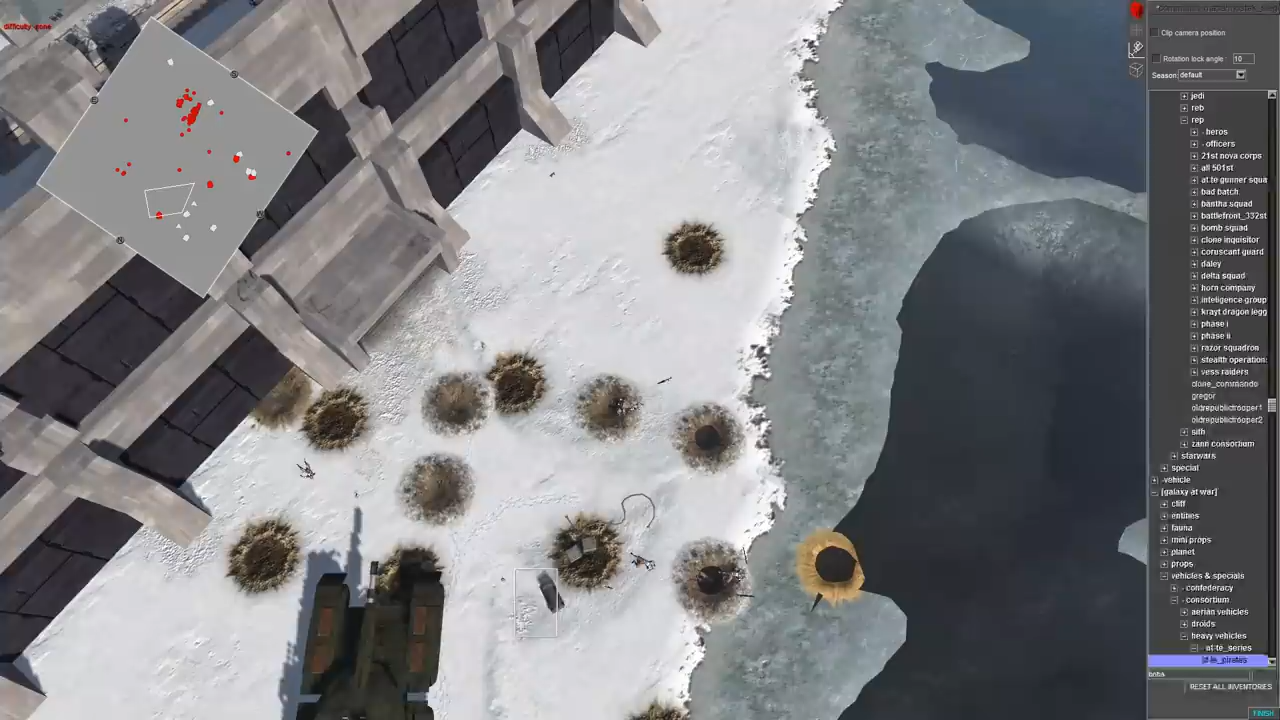 difficulty: none
Clip camera position
Rotation lock angle : 10
Season: default
jedi
reb
rep
- heros
- officers
21st nova corps
all 501st
at-te gunner squa
bad batch
bantha squad
battlefront_332st
bomb squad
clone inquisitor
coruscant guard
daley
delta squad
horn company
inteligence group
krayt dragon legg
phase i
phase ii
razor squadron
stealth operation
vess raiders
clone_commando
gregor
oldrepublictrooper1
oldrepublictrooper2
sith
zann consortium
starwars
special
-vehicle
[galaxy at war]
cliff
entities
fauna
mini props
planet
props
vehicles & specials
- confederacy
- consortium
aerian vehicles
droids
heavy vehicles
- at-te_series
at-te_pirates
RESET ALL INVENTORIES
FINISH